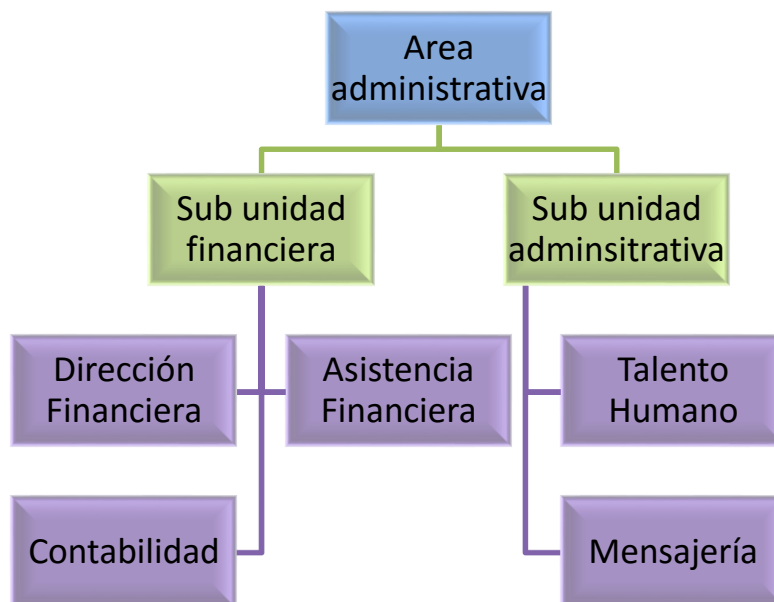 Area
administrativa
Sub unidad
financiera
Sub unidad
adminsitrativa
Dirección
Financiera
Asistencia
Financiera
Talento
Humano
Contabilidad
Mensajería